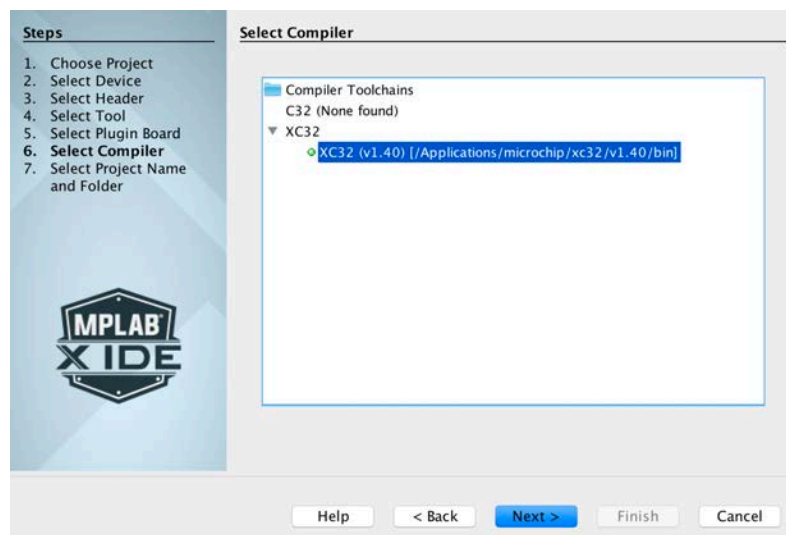 Steps
1. Choose Project
2. Select Device
3. Select Header
4. Select Tool
5. Select Plugin Board
6. Select Compiler
7. Select Project Name
and Folder
MPLAB
X IDE
Select Compiler
Compiler Toolchains
C32 (None found)
XC32
XC32 (v1.40) [/Applications/microchip/xc32/v1.40/bin]
Help
< Back
Next >
Finish
Cancel